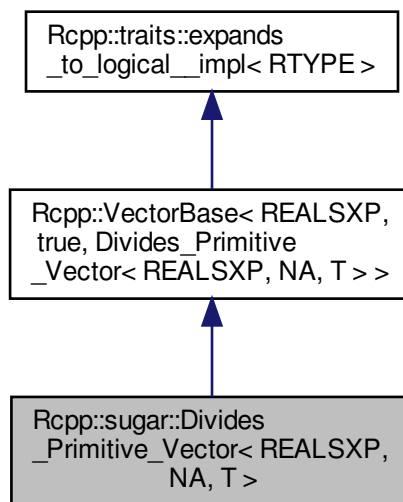 Rcpp::traits::expands
_to_logical__impl< RTYPE >
Rcpp::VectorBase< REALSXP,
true, Divides_Primitive
_Vector< REALSXP, NA, T > >
Rcpp::sugar::Divides
_Primitive_Vector< REALSXP,
NA, T >